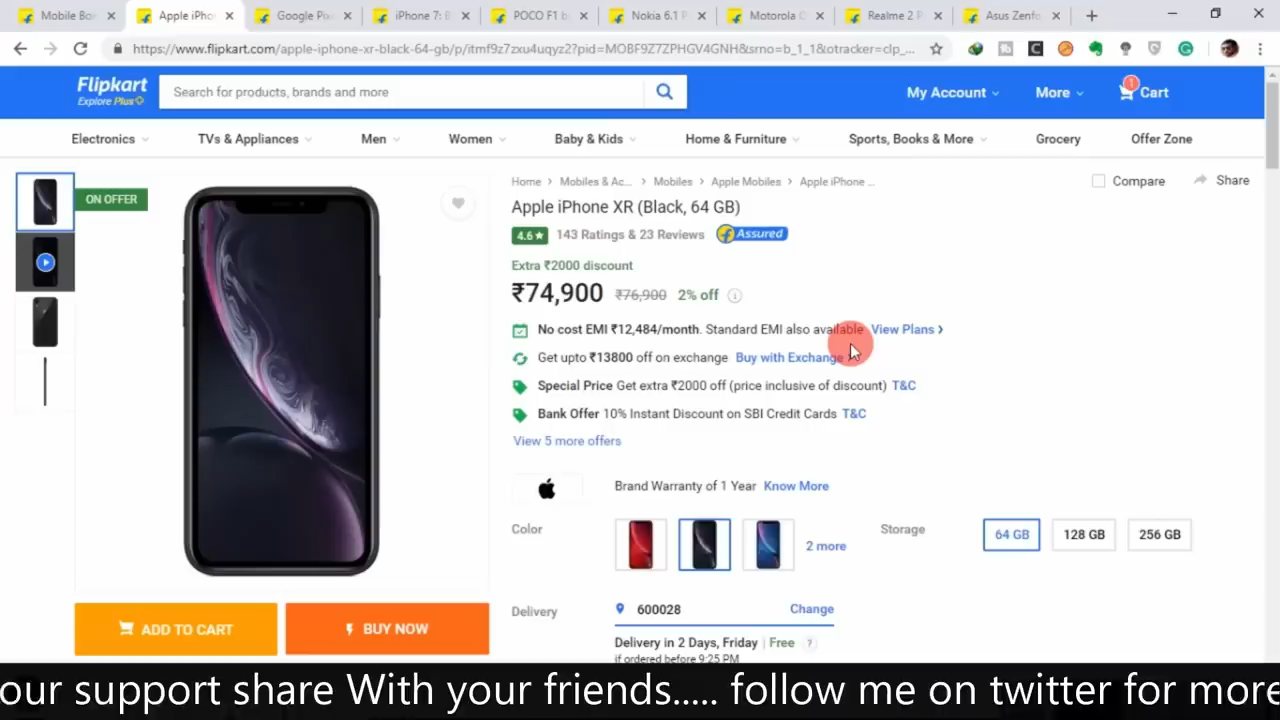 Mobile Bo
Apple iPho
Google Pix
iPhone 7: B
POCO F1 b
Nokia 6.1 P
Motorola
Realme 2 P
Asus Zenfo
https://www.flipkart.com/apple-iphone-xr-black-64-gb/p/itmf9z7zxu4uqyz2?pid=MOBF9Z7ZPHGV4GNH&srno=b_1_1&otracker=clp_...
Flipkart
Explore Plus
Search for products, brands and more
My Account
More
1
Cart
Electronics
TVs & Appliances
Men
Women
Baby & Kids
Home & Furniture
Sports, Books & More
Grocery
Offer Zone
ON OFFER
Home > Mobiles & Ac... > Mobiles > Apple Mobiles > Apple iPhone ...
Compare
Share
Apple iPhone XR (Black, 64 GB)
4.6★ 143 Ratings & 23 Reviews Assured
Extra ₹2000 discount
₹74,900 ₹76,900 2% off
No cost EMI ₹12,484/month. Standard EMI also available View Plans >
Get upto ₹13800 off on exchange Buy with Exchange
Special Price Get extra ₹2000 off (price inclusive of discount) T&C
Bank Offer 10% Instant Discount on SBI Credit Cards T&C
View 5 more offers
Brand Warranty of 1 Year Know More
Color
2 more
Storage
64 GB
128 GB
256 GB
Delivery
600028
Change
Delivery in 2 Days, Friday | Free ?
if ordered before 9:25 PM
ADD TO CART
BUY NOW
our support share With your friends..... follow me on twitter for more